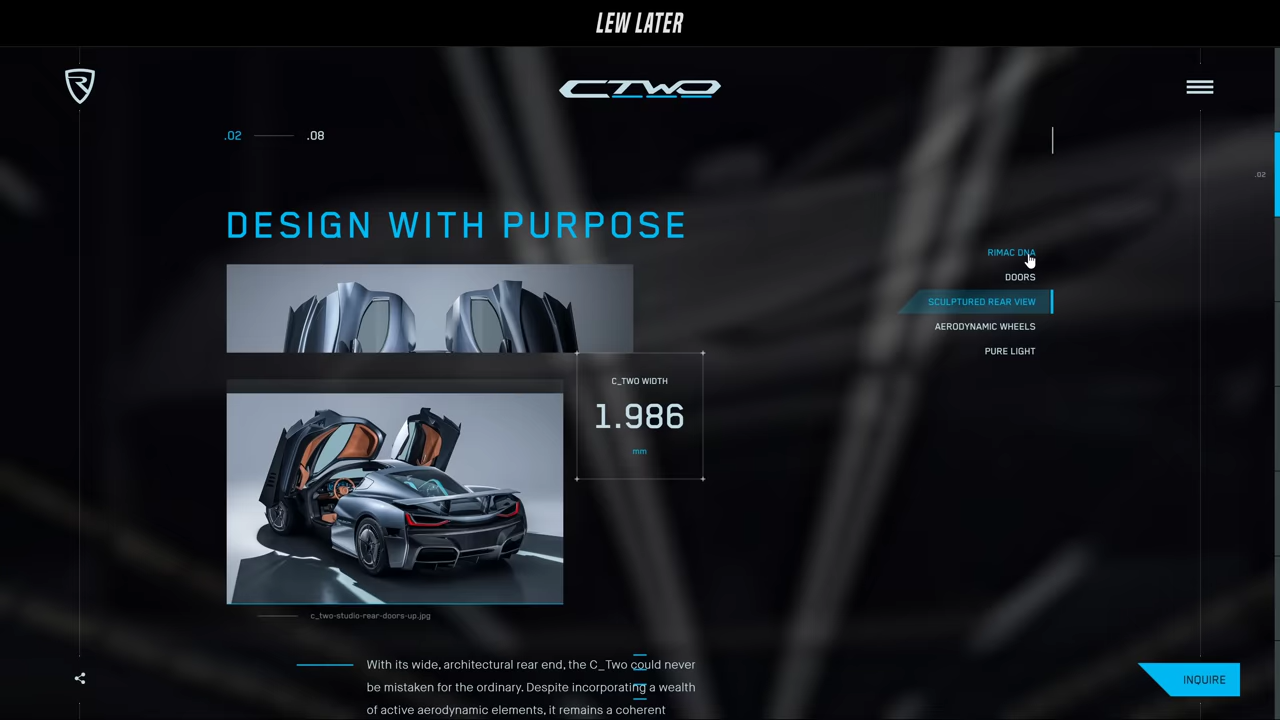 LEW LATER
CTWO
.02 .08
.02
DESIGN WITH PURPOSE
RIMAC DNA
DOORS
SCULPTURED REAR VIEW
AERODYNAMIC WHEELS
PURE LIGHT
C_TWO WIDTH
1.986
mm
c_two-studio-rear-doors-up.jpg
With its wide, architectural rear end, the C_Two could never
be mistaken for the ordinary. Despite incorporating a wealth
of active aerodynamic elements, it remains a coherent
INQUIRE